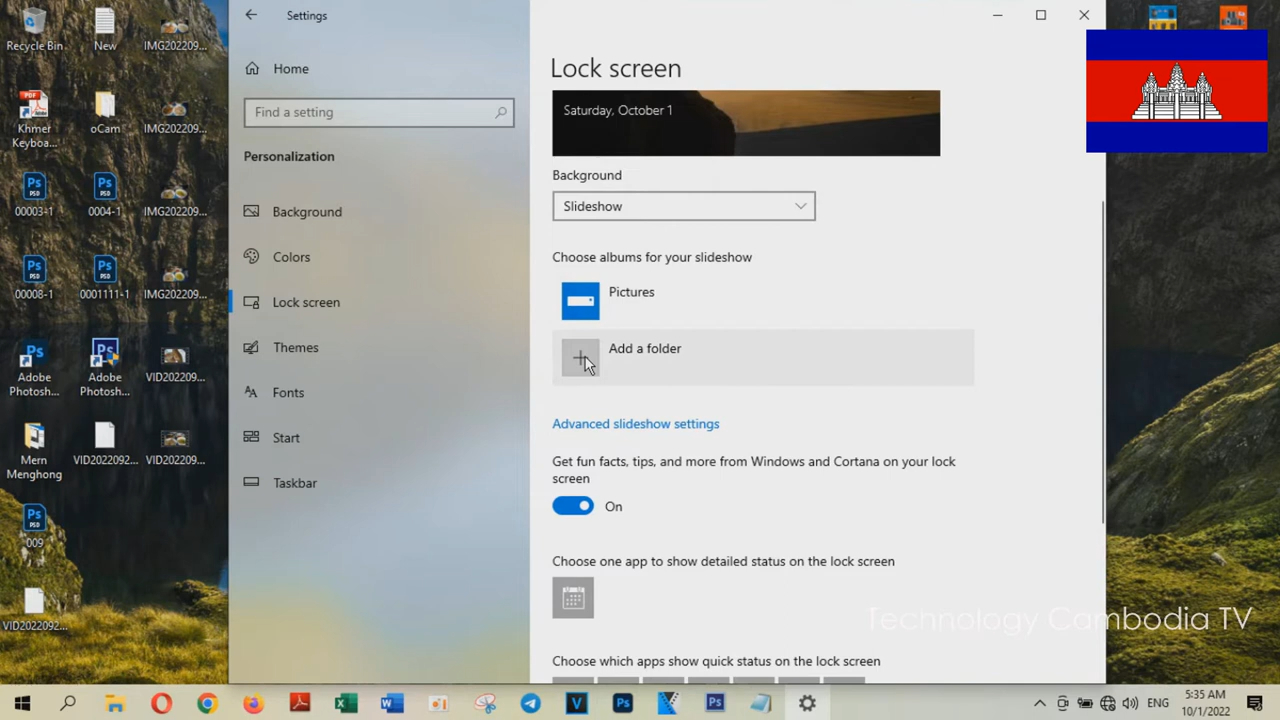 Recycle Bin
New
IMG202209...
Khmer
Keyboa...
oCam
IMG202209...
00003-1
0004-1
IMG202209...
00008-1
0001111-1
IMG202209...
Adobe
Photosh...
Adobe
Photosh...
VID202209...
Mern
Menghong
VID2022092...
VID202209...
009
VID2022092...
Settings
Home
Find a setting
Personalization
Background
Colors
Lock screen
Themes
Fonts
Start
Taskbar
Lock screen
Saturday, October 1
Background
Slideshow
Choose albums for your slideshow
Pictures
Add a folder
Advanced slideshow settings
Get fun facts, tips, and more from Windows and Cortana on your lock
screen
On
Choose one app to show detailed status on the lock screen
Technology Cambodia TV
Choose which apps show quick status on the lock screen
ENG
5:35 AM
10/1/2022